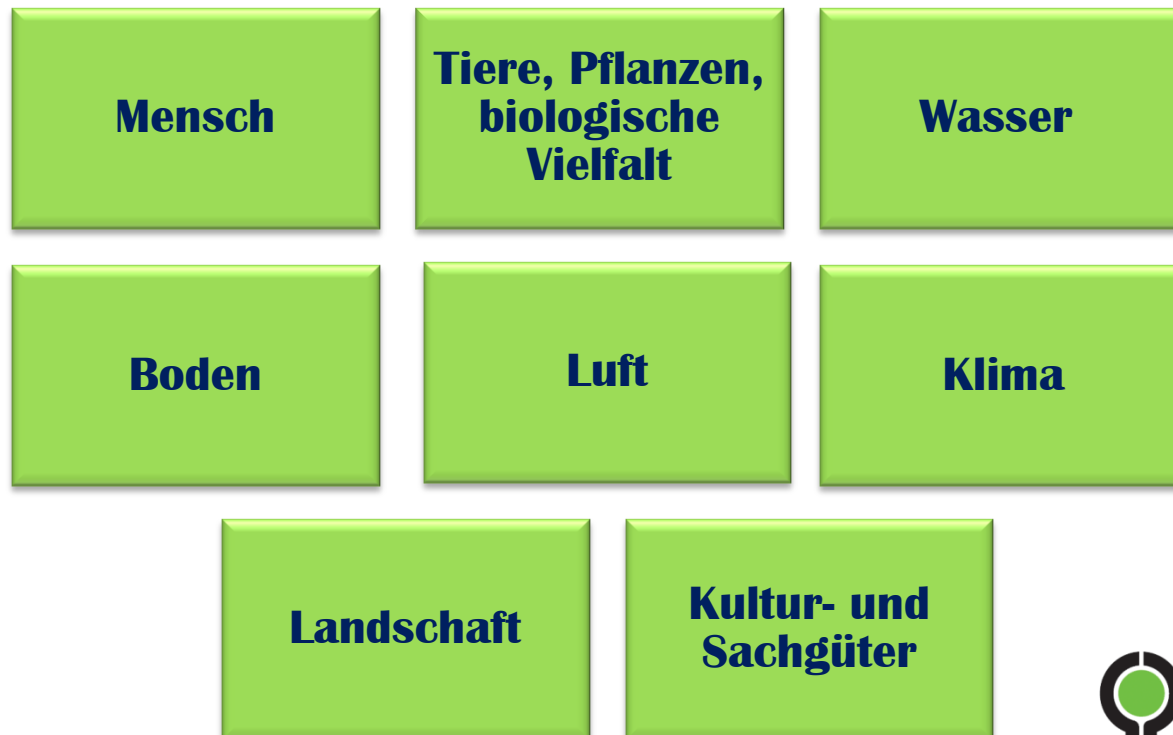 Mensch
Tiere, Pflanzen,
biologische
Vielfalt
Wasser
Boden
Luft
Klima
Landschaft
Kultur- und
Sachgüter